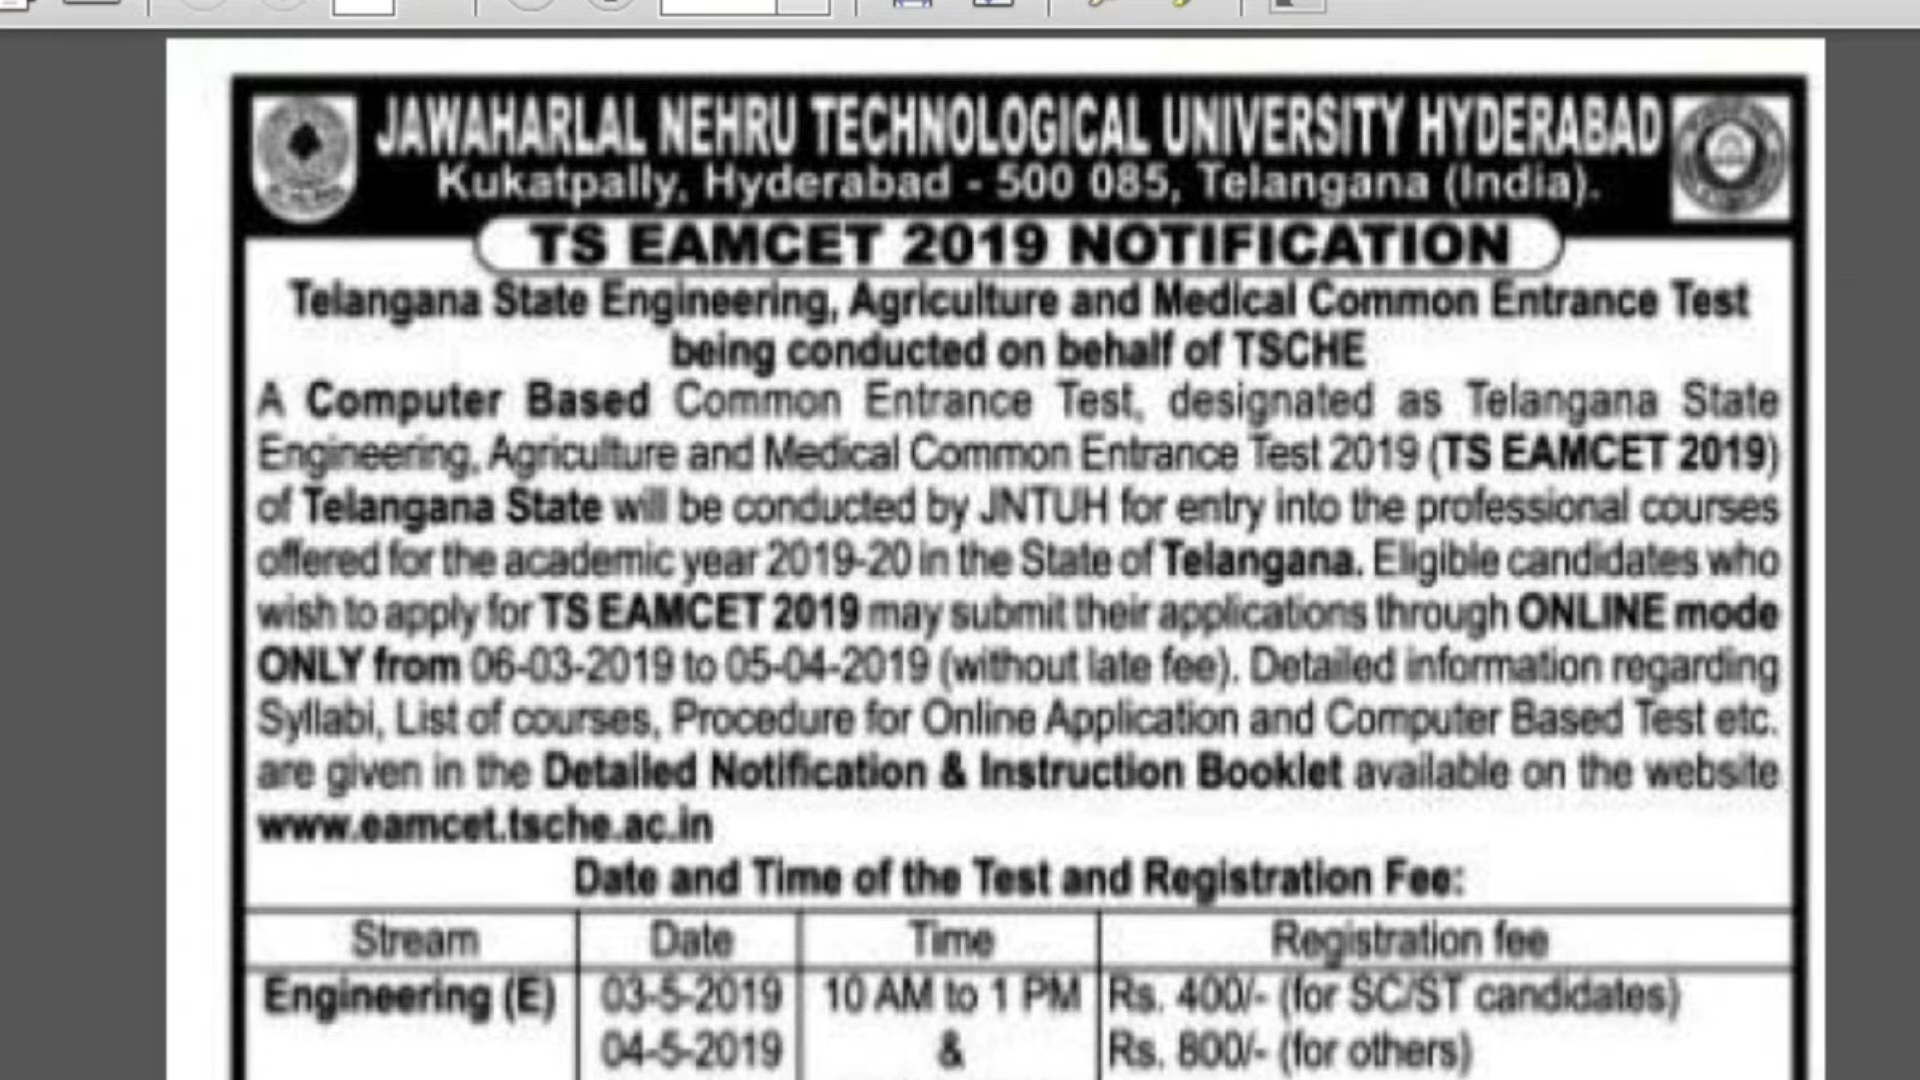 JAWAHARLAL NEHRU TECHNOLOGICAL UNIVERSITY HYDERABAD
Kukatpally, Hyderabad - 500 085, Telangana (India).
TS EAMCET 2019 NOTIFICATION
Telangana State Engineering, Agriculture and Medical Common Entrance Test
being conducted on behalf of TSCHE
A Computer Based Common Entrance Test, designated as Telangana State
Engineering, Agriculture and Medical Common Entrance Test 2019 (TS EAMCET 2019)
of Telangana State will be conducted by JNTUH for entry into the professional courses
offered for the academic year 2019-20 in the State of Telangana. Eligible candidates who
wish to apply for TS EAMCET 2019 may submit their applications through ONLINE mode
ONLY from 06-03-2019 to 05-04-2019 (without late fee). Detailed information regarding
Syllabi, List of courses, Procedure for Online Application and Computer Based Test etc.
are given in the Detailed Notification & Instruction Booklet available on the website
www.eamcet.tsche.ac.in
Date and Time of the Test and Registration Fee:
Stream Date Time Registration fee
Engineering (E) 03-5-2019 10 AM to 1 PM Rs. 400/- (for SC/ST candidates)
04-5-2019 & Rs. 800/- (for others)